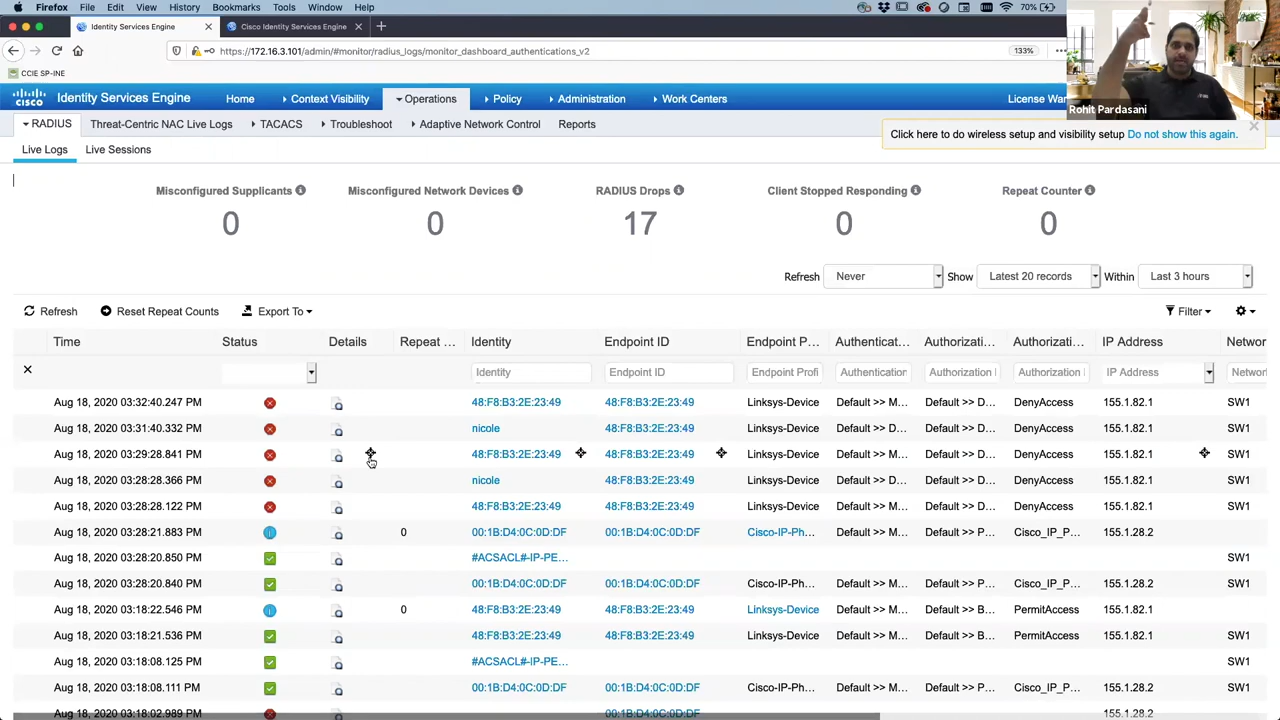 Firefox File Edit View History Bookmarks Tools Window Help 70%
Identity Services Engine Cisco Identity Services Engine
https://172.16.3.101/admin/#monitor/radius_logs/monitor_dashboard_authentications_v2 133%
CCIE SP-INE
Rohit Pardasani
CISCO Identity Services Engine Home Context Visibility Operations Policy Administration Work Centers License War
RADIUS Threat-Centric NAC Live Logs TACACS Troubleshoot Adaptive Network Control Reports
Click here to do wireless setup and visibility setup Do not show this again.
Live Logs Live Sessions
Misconfigured Supplicants Misconfigured Network Devices RADIUS Drops Client Stopped Responding Repeat Counter
0 0 17 0 0
Refresh Never Show Latest 20 records Within Last 3 hours
Refresh Reset Repeat Counts Export To Filter
Time Status Details Repeat ... Identity Endpoint ID Endpoint P... Authenticat... Authorizati... Authorizati... IP Address Networ
Identity Endpoint ID Endpoint Profi Authentication Authorization I Authorization I IP Address Networ
Aug 18, 2020 03:32:40.247 PM 48:F8:B3:2E:23:49 48:F8:B3:2E:23:49 Linksys-Device Default >> M... Default >> D... DenyAccess 155.1.82.1 SW1
Aug 18, 2020 03:31:40.332 PM nicole 48:F8:B3:2E:23:49 Linksys-Device Default >> D... Default >> D... DenyAccess 155.1.82.1 SW1
Aug 18, 2020 03:29:28.841 PM 48:F8:B3:2E:23:49 48:F8:B3:2E:23:49 Linksys-Device Default >> M... Default >> D... DenyAccess 155.1.82.1 SW1
Aug 18, 2020 03:28:28.366 PM nicole 48:F8:B3:2E:23:49 Linksys-Device Default >> D... Default >> D... DenyAccess 155.1.82.1 SW1
Aug 18, 2020 03:28:28.122 PM 48:F8:B3:2E:23:49 48:F8:B3:2E:23:49 Linksys-Device Default >> M... Default >> D... DenyAccess 155.1.82.1 SW1
Aug 18, 2020 03:28:21.883 PM 0 00:1B:D4:0C:0D:DF 00:1B:D4:0C:0D:DF Cisco-IP-Ph... Default >> M... Default >> P... Cisco_IP_P... 155.1.28.2
Aug 18, 2020 03:28:20.850 PM #ACSACL#-IP-PE... SW1
Aug 18, 2020 03:28:20.840 PM 00:1B:D4:0C:0D:DF 00:1B:D4:0C:0D:DF Cisco-IP-Ph... Default >> M... Default >> P... Cisco_IP_P... 155.1.28.2 SW1
Aug 18, 2020 03:18:22.546 PM 0 48:F8:B3:2E:23:49 48:F8:B3:2E:23:49 Linksys-Device Default >> M... Default >> B... PermitAccess 155.1.82.1
Aug 18, 2020 03:18:21.536 PM 48:F8:B3:2E:23:49 48:F8:B3:2E:23:49 Linksys-Device Default >> M... Default >> B... PermitAccess 155.1.82.1 SW1
Aug 18, 2020 03:18:08.125 PM #ACSACL#-IP-PE... SW1
Aug 18, 2020 03:18:08.111 PM 00:1B:D4:0C:0D:DF 00:1B:D4:0C:0D:DF Cisco-IP-Ph... Default >> M... Default >> P... Cisco_IP_P... 155.1.28.2 SW1
Aug 18, 2020 03:18:02.989 PM 00:1B:D4:0C:0D:DF 155.1.28.2